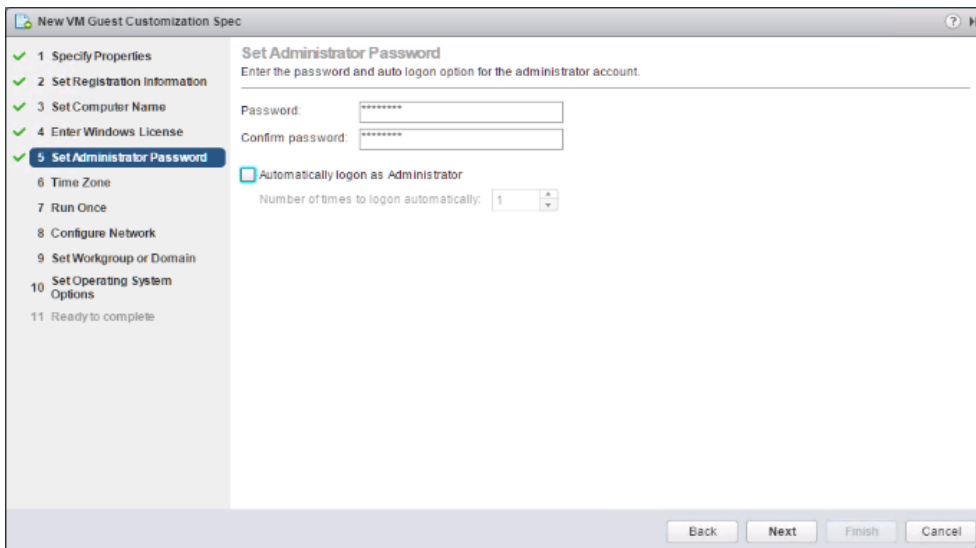 New VM Guest Customization Spec
?
1 Specify Properties
2 Set Registration Information
3 Set Computer Name
4 Enter Windows License
5 Set Administrator Password
6 Time Zone
7 Run Once
8 Configure Network
9 Set Workgroup or Domain
10 Set Operating System
Options
11 Ready to complete
Set Administrator Password
Enter the password and auto logon option for the administrator account.
Password: ********
Confirm password: ********
Automatically logon as Administrator
Number of times to logon automatically: 1
Back Next Finish Cancel